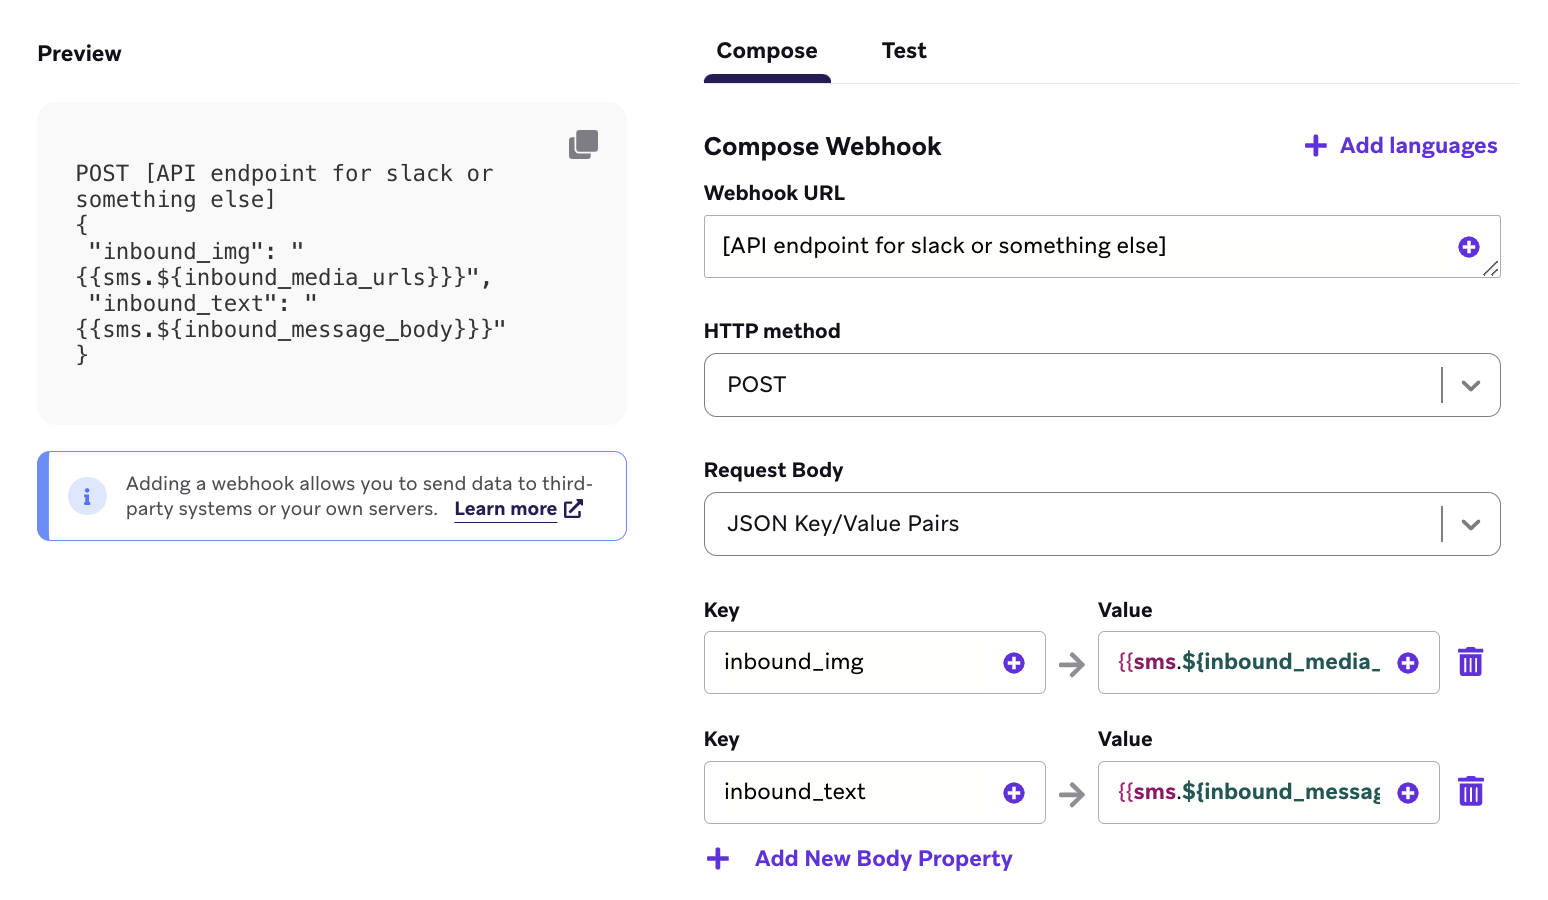 Preview
POST [API endpoint for slack or
something else]
{
"inbound_img": "
{{sms.${inbound_media_urls}}}",
"inbound_text": "
{{sms.${inbound_message_body}}}"
}
Adding a webhook allows you to send data to third-
party systems or your own servers. Learn more
Compose Test
Compose Webhook
Add languages
Webhook URL
[API endpoint for slack or something else]
HTTP method
POST
Request Body
JSON Key/Value Pairs
Key Value
inbound_img {{sms.${inbound_media_
Key Value
inbound_text {{sms.${inbound_messag
Add New Body Property